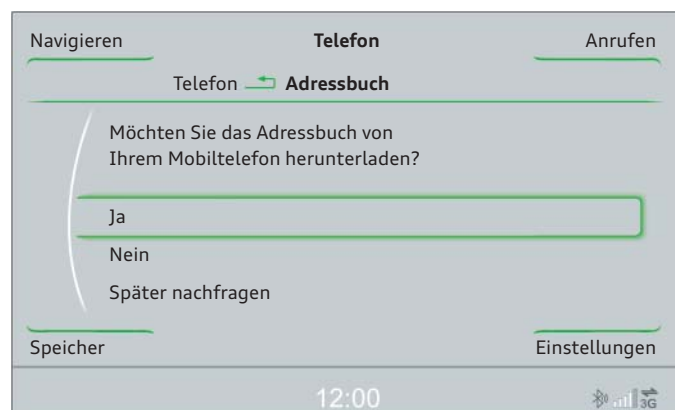 Navigieren Telefon Anrufen
Telefon Adressbuch
Möchten Sie das Adressbuch von
Ihrem Mobiltelefon herunterladen?
Ja
Nein
Später nachfragen
Speicher Einstellungen
12:00 3G